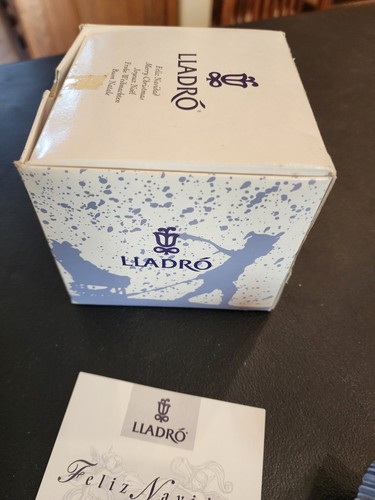 LLADRÓ
Feliz Navidad
Merry Christmas
Joyeux Noël
Frohe Weihnachten
Buon Natale
LLADRÓ
LLADRÓ
Feliz Navi